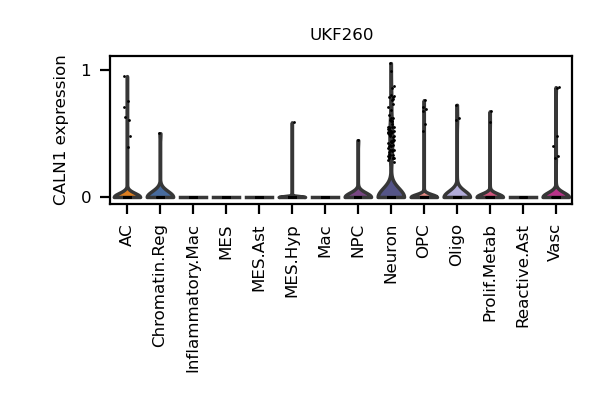 UKF260
CALN1 expression
1
0
AC
Chromatin.Reg
Inflammatory.Mac
MES
MES.Ast
MES.Hyp
Mac
NPC
Neuron
OPC
Oligo
Prolif.Metab
Reactive.Ast
Vasc